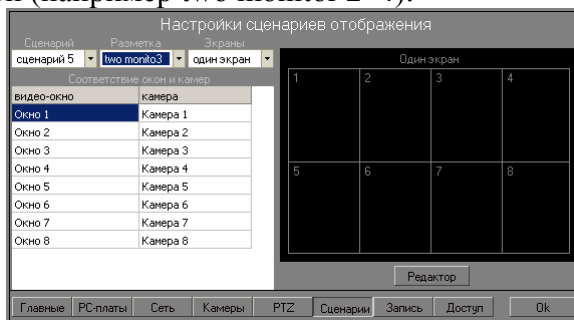 (например two monitor 2*4).
Настройки сценариев отображения
Сценарий Разметка Экраны
сценарий 5 two monito3 один экран
Соответствие окон и камер
видео-окно камера
Окно 1 Камера 1
Окно 2 Камера 2
Окно 3 Камера 3
Окно 4 Камера 4
Окно 5 Камера 5
Окно 6 Камера 6
Окно 7 Камера 7
Окно 8 Камера 8
Один экран
1 2 3 4
5 6 7 8
Редактор
Главные PC-платы Сеть Камеры PTZ Сценарии Запись Доступ Ok